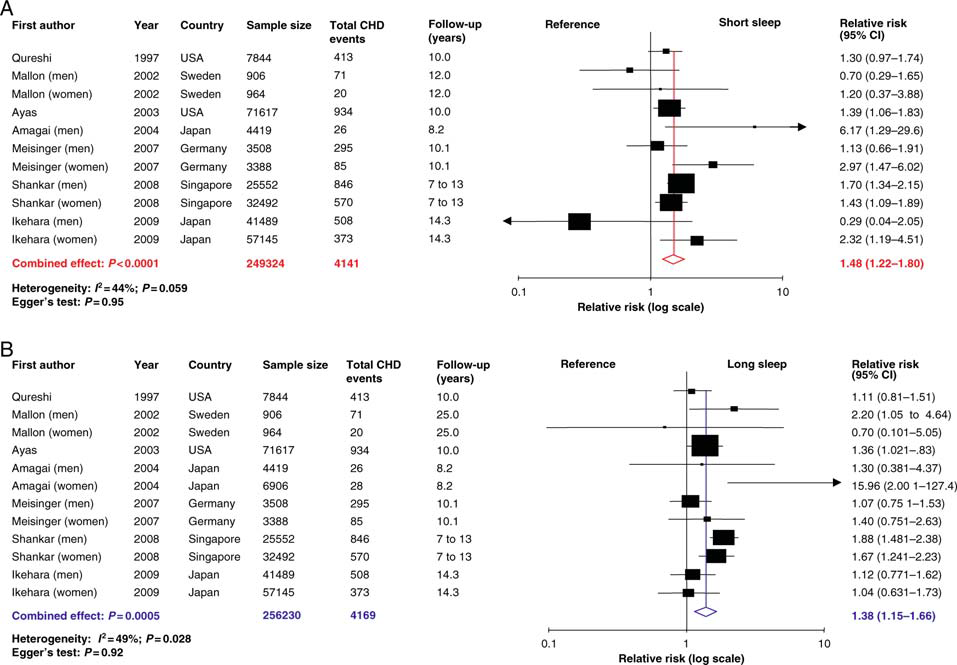 A
First author Year Country Sample size Total CHD events Follow-up (years) Reference Short sleep Relative risk (95% CI)
Qureshi 1997 USA 7844 413 10.0 1.30 (0.97–1.74)
Mallon (men) 2002 Sweden 906 71 12.0 0.70 (0.29–1.65)
Mallon (women) 2002 Sweden 964 20 12.0 1.20 (0.37–3.88)
Ayas 2003 USA 71617 934 10.0 1.39 (1.06–1.83)
Amagai (men) 2004 Japan 4419 26 8.2 6.17 (1.29–29.6)
Meisinger (men) 2007 Germany 3508 295 10.1 1.13 (0.66–1.91)
Meisinger (women) 2007 Germany 3388 85 10.1 2.97 (1.47–6.02)
Shankar (men) 2008 Singapore 25552 846 7 to 13 1.70 (1.34–2.15)
Shankar (women) 2008 Singapore 32492 570 7 to 13 1.43 (1.09–1.89)
Ikehara (men) 2009 Japan 41489 508 14.3 0.29 (0.04–2.05)
Ikehara (women) 2009 Japan 57145 373 14.3 2.32 (1.19–4.51)
Combined effect: P<0.0001 249324 4141 1.48 (1.22–1.80)
Heterogeneity: I²=44%; P=0.059
Egger's test: P=0.95
0.1 1 10
Relative risk (log scale)
B
First author Year Country Sample size Total CHD events Follow-up (years) Reference Long sleep Relative risk (95% CI)
Qureshi 1997 USA 7844 413 10.0 1.11 (0.81–1.51)
Mallon (men) 2002 Sweden 906 71 25.0 2.20 (1.05 to 4.64)
Mallon (women) 2002 Sweden 964 20 25.0 0.70 (0.101–5.05)
Ayas 2003 USA 71617 934 10.0 1.36 (1.021–.83)
Amagai (men) 2004 Japan 4419 26 8.2 1.30 (0.381–4.37)
Amagai (women) 2004 Japan 6906 28 8.2 15.96 (2.00 1–127.4)
Meisinger (men) 2007 Germany 3508 295 10.1 1.07 (0.75 1–1.53)
Meisinger (women) 2007 Germany 3388 85 10.1 1.40 (0.751–2.63)
Shankar (men) 2008 Singapore 25552 846 7 to 13 1.88 (1.481–2.38)
Shankar (women) 2008 Singapore 32492 570 7 to 13 1.67 (1.241–2.23)
Ikehara (men) 2009 Japan 41489 508 14.3 1.12 (0.771–1.62)
Ikehara (women) 2009 Japan 57145 373 14.3 1.04 (0.631–1.73)
Combined effect: P=0.0005 256230 4169 1.38 (1.15–1.66)
Heterogeneity: I²=49%; P=0.028
Egger's test: P=0.92
0.1 1 10
Relative risk (log scale)